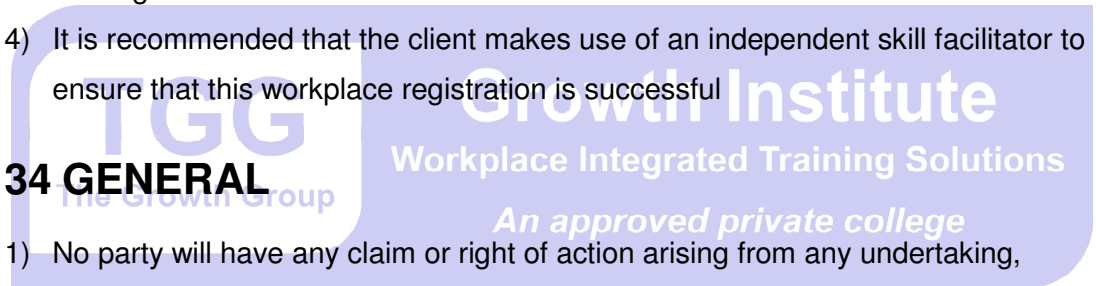 4) It is recommended that the client makes use of an independent skill facilitator to
ensure that this workplace registration is successful
TGG
Growth Institute
Workplace Integrated Training Solutions
34 GENERAL
The Growth Group
An approved private college
1) No party will have any claim or right of action arising from any undertaking,